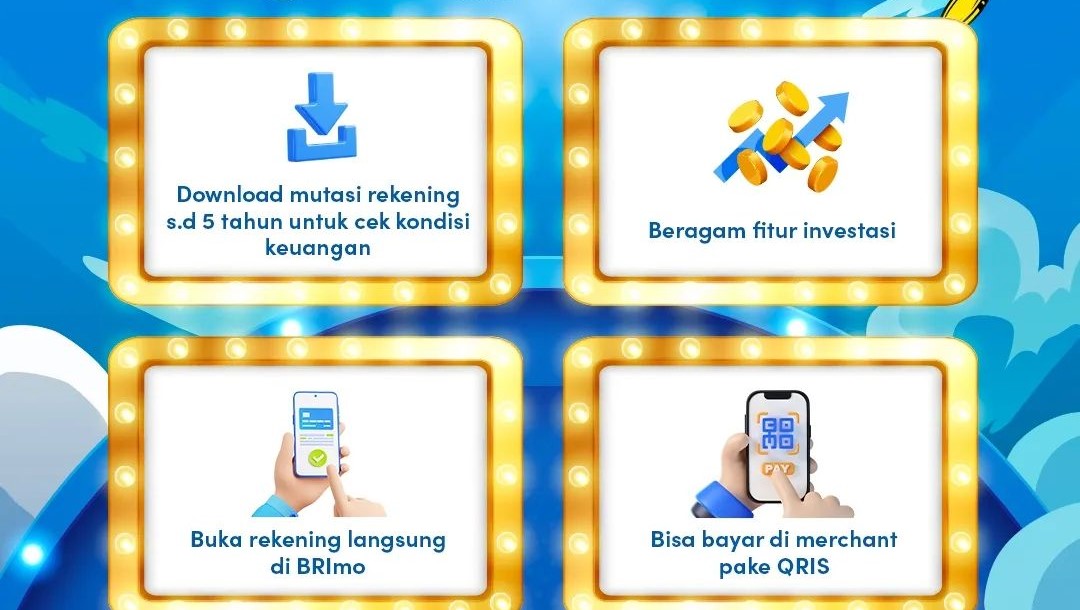 Download mutasi rekening
s.d 5 tahun untuk cek kondisi
keuangan
Beragam fitur investasi
Buka rekening langsung
di BRImo
PAY
Bisa bayar di merchant
pake QRIS